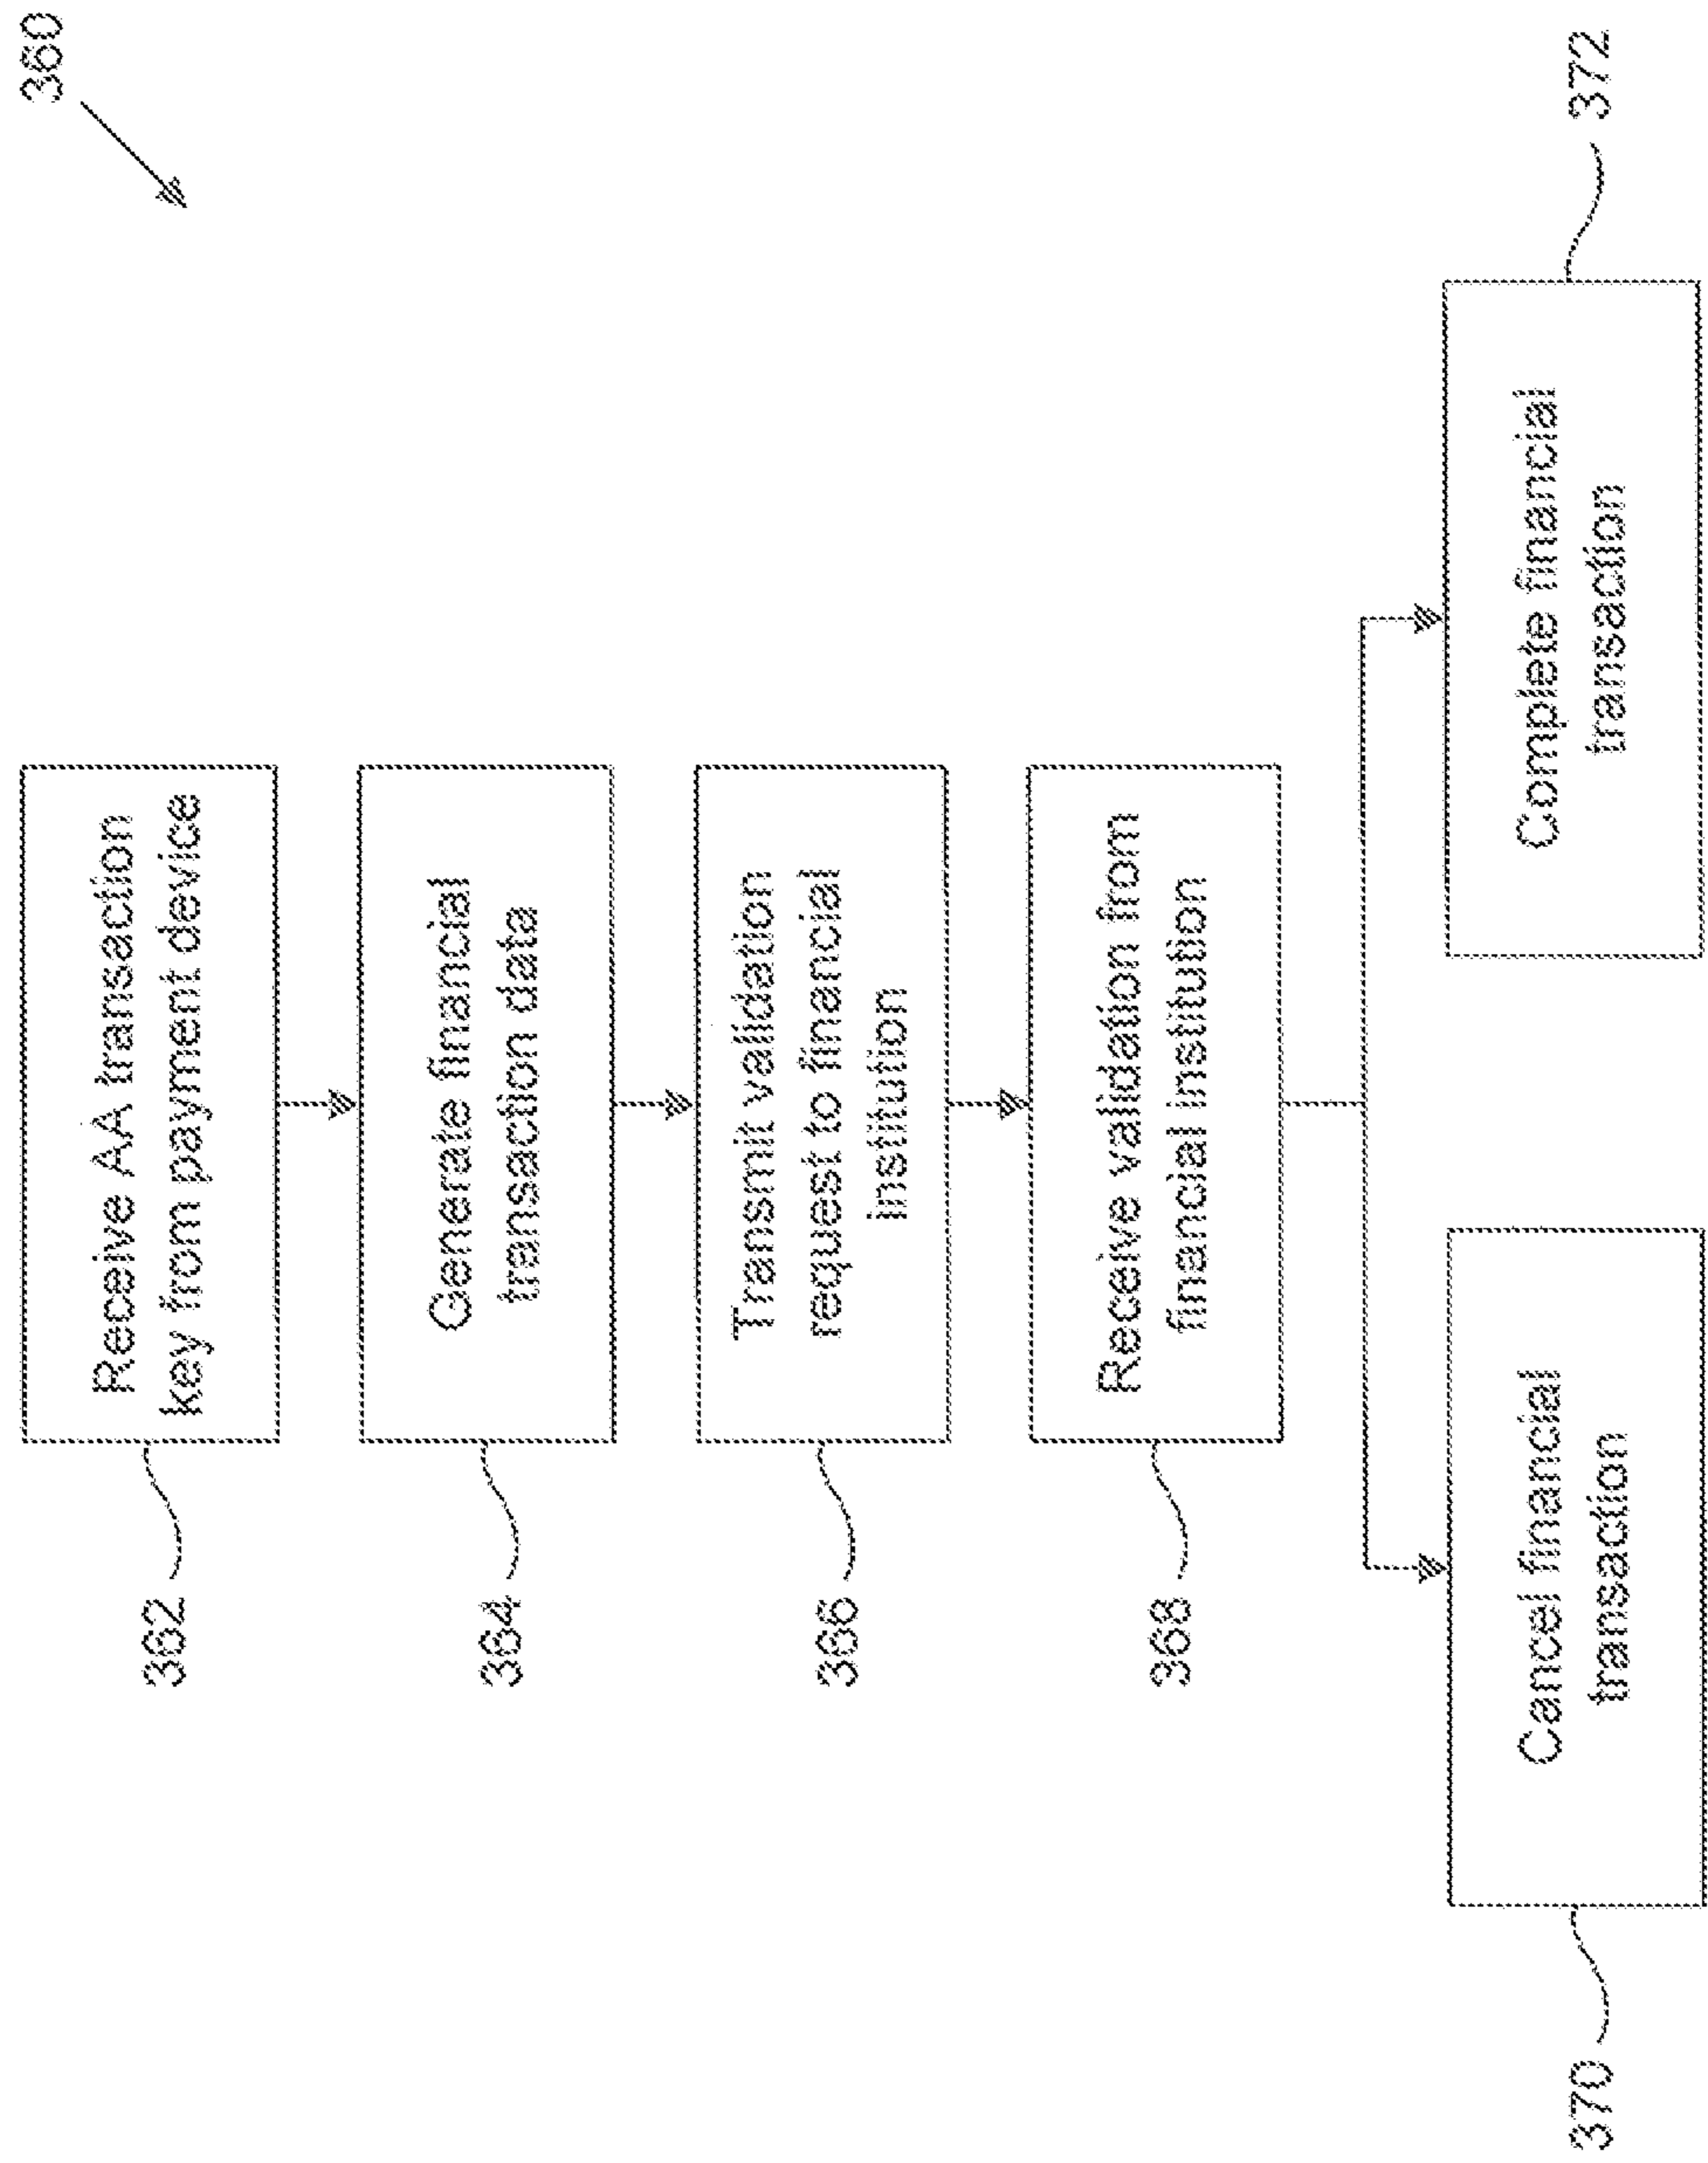 360
362
Receive AA transaction
key from payment device
364
Generate financial
transaction data
366
Transmit validation
request to financial
institution
368
Receive validation from
financial institution
370
Cancel financial
transaction
Complete financial
transaction
372